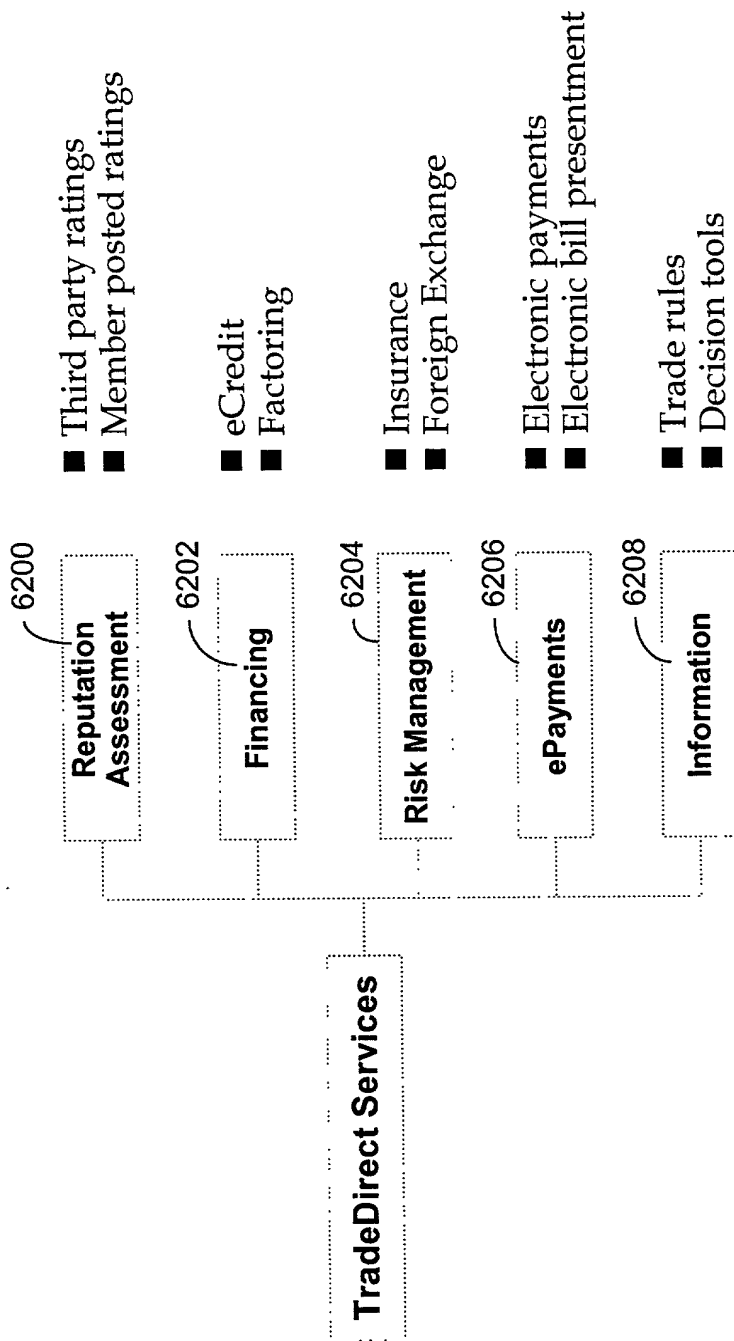 TradeDirect Services
6200
Reputation
Assessment
■ Third party ratings
■ Member posted ratings
6202
Financing
■ eCredit
■ Factoring
6204
Risk Management
■ Insurance
■ Foreign Exchange
6206
ePayments
■ Electronic payments
■ Electronic bill presentment
6208
Information
■ Trade rules
■ Decision tools